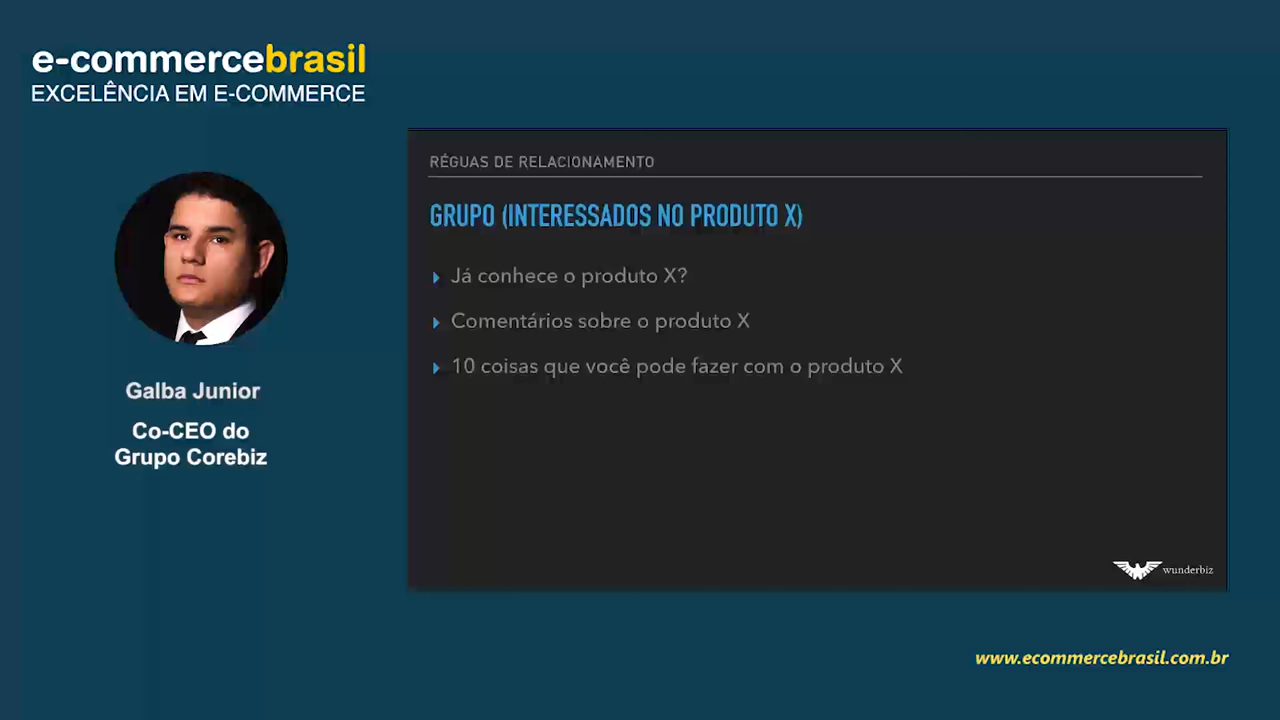 e-commercebrasil
EXCELÊNCIA EM E-COMMERCE
Galba Junior
Co-CEO do
Grupo Corebiz
RÉGUAS DE RELACIONAMENTO
GRUPO (INTERESSADOS NO PRODUTO X)
Já conhece o produto X?
Comentários sobre o produto X
10 coisas que você pode fazer com o produto X
wunderbiz
www.ecommercebrasil.com.br